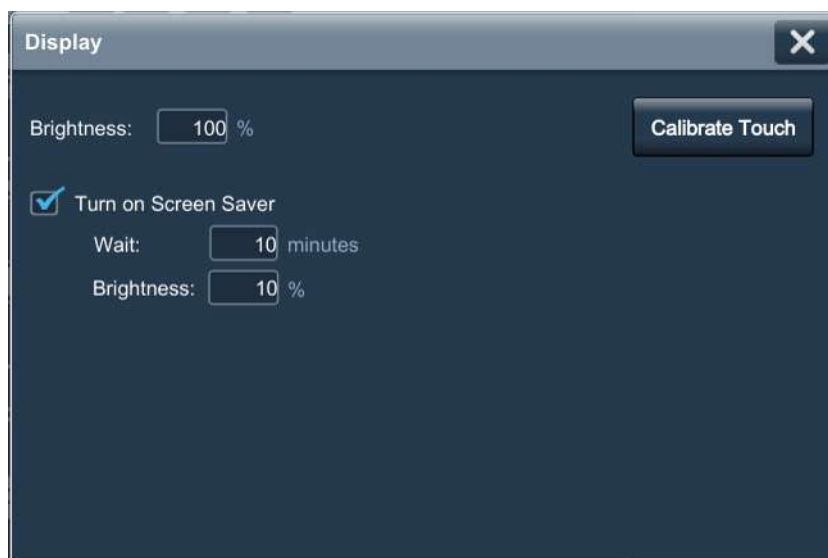 Display
Brightness: 100 %
Calibrate Touch
Turn on Screen Saver
Wait: 10 minutes
Brightness: 10 %